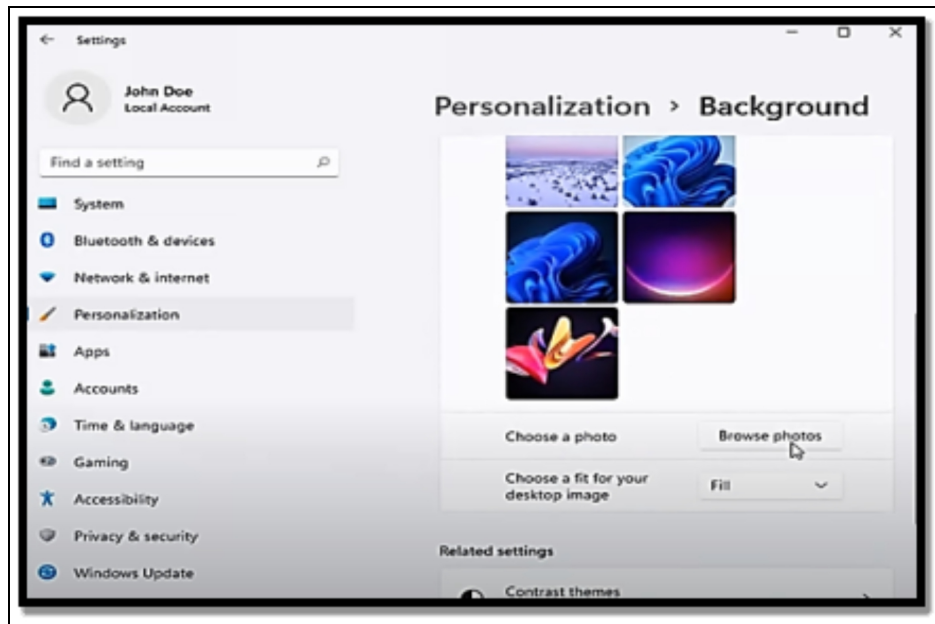 Settings
John Doe
Local Account
Find a setting
System
Bluetooth & devices
Network & internet
Personalization
Apps
Accounts
Time & language
Gaming
Accessibility
Privacy & security
Windows Update
Personalization > Background
Choose a photo
Browse photos
Choose a fit for your
desktop image
Fill
Related settings
Contrast themes